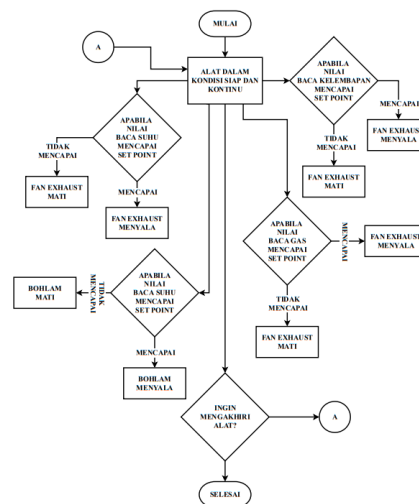 MULAI
A
ALAT DALAM
KONDISI SIAP DAN
KONTINU
APABILA
NILAI
BACA KELEMBAPAN
MENCAPAI
SET POINT
MENCAPAI
FAN EXHAUST
MENYALA
TIDAK
MENCAPAI
FAN EXHAUST
MATI
APABILA
NILAI
BACA SUHU
MENCAPAI
SET POINT
TIDAK
MENCAPAI
FAN EXHAUST
MATI
MENCAPAI
FAN EXHAUST
MENYALA
APABILA
NILAI
BACA GAS
MENCAPAI
SET POINT
MENCAPAI
FAN EXHAUST
MENYALA
TIDAK
MENCAPAI
FAN EXHAUST
MATI
APABILA
NILAI
BACA SUHU
MENCAPAI
SET POINT
TIDAK
MENCAPAI
BOHLAM
MATI
MENCAPAI
BOHLAM
MENYALA
INGIN
MENGAKHIRI
ALAT?
A
SELESAI